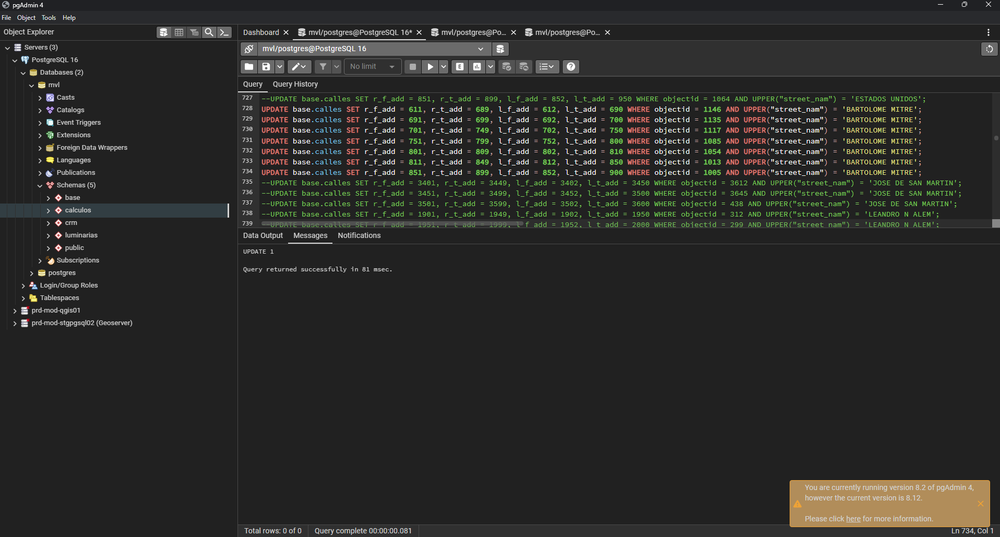 pgAdmin 4
File Object Tools Help
Object Explorer
Dashboard
mvl/postgres@PostgreSQL 16*
mvl/postgres@Po...
mvl/postgres@Po...
Servers (3)
PostgreSQL 16
Databases (2)
mvl
Casts
Catalogs
Event Triggers
Extensions
Foreign Data Wrappers
Languages
Publications
Schemas (5)
base
calculos
crm
luminarias
public
Subscriptions
postgres
Login/Group Roles
Tablespaces
prd-mod-qgis01
prd-mod-stgpgsql02 (Geoserver)
mvl/postgres@PostgreSQL 16
No limit
E
Query Query History
727 --UPDATE base.calles SET r_f_add = 851, r_t_add = 899, l_f_add = 852, l_t_add = 950 WHERE objectid = 1064 AND UPPER("street_nam") = 'ESTADOS UNIDOS';
728 UPDATE base.calles SET r_f_add = 611, r_t_add = 689, l_f_add = 612, l_t_add = 690 WHERE objectid = 1146 AND UPPER("street_nam") = 'BARTOLOME MITRE';
729 UPDATE base.calles SET r_f_add = 691, r_t_add = 699, l_f_add = 692, l_t_add = 700 WHERE objectid = 1135 AND UPPER("street_nam") = 'BARTOLOME MITRE';
730 UPDATE base.calles SET r_f_add = 701, r_t_add = 749, l_f_add = 702, l_t_add = 750 WHERE objectid = 1117 AND UPPER("street_nam") = 'BARTOLOME MITRE';
731 UPDATE base.calles SET r_f_add = 751, r_t_add = 799, l_f_add = 752, l_t_add = 800 WHERE objectid = 1085 AND UPPER("street_nam") = 'BARTOLOME MITRE';
732 UPDATE base.calles SET r_f_add = 801, r_t_add = 809, l_f_add = 802, l_t_add = 810 WHERE objectid = 1054 AND UPPER("street_nam") = 'BARTOLOME MITRE';
733 UPDATE base.calles SET r_f_add = 811, r_t_add = 849, l_f_add = 812, l_t_add = 850 WHERE objectid = 1013 AND UPPER("street_nam") = 'BARTOLOME MITRE';
734 UPDATE base.calles SET r_f_add = 851, r_t_add = 899, l_f_add = 852, l_t_add = 900 WHERE objectid = 1005 AND UPPER("street_nam") = 'BARTOLOME MITRE';
735 --UPDATE base.calles SET r_f_add = 3401, r_t_add = 3449, l_f_add = 3402, l_t_add = 3450 WHERE objectid = 3612 AND UPPER("street_nam") = 'JOSE DE SAN MARTIN';
736 --UPDATE base.calles SET r_f_add = 3451, r_t_add = 3499, l_f_add = 3452, l_t_add = 3500 WHERE objectid = 3645 AND UPPER("street_nam") = 'JOSE DE SAN MARTIN';
737 --UPDATE base.calles SET r_f_add = 3501, r_t_add = 3599, l_f_add = 3502, l_t_add = 3600 WHERE objectid = 438 AND UPPER("street_nam") = 'JOSE DE SAN MARTIN';
738 --UPDATE base.calles SET r_f_add = 1901, r_t_add = 1949, l_f_add = 1902, l_t_add = 1950 WHERE objectid = 312 AND UPPER("street_nam") = 'LEANDRO N ALEM';
739 --UPDATE base.calles SET r_f_add = 1951, r_t_add = 1999, l_f_add = 1952, l_t_add = 2000 WHERE objectid = 299 AND UPPER("street_nam") = 'LEANDRO N ALEM';
Data Output Messages Notifications
UPDATE 1
Query returned successfully in 81 msec.
You are currently running version 8.2 of pgAdmin 4,
however the current version is 8.12.
Please click here for more information.
Total rows: 0 of 0 Query complete 00:00:00.081 Ln 734, Col 1